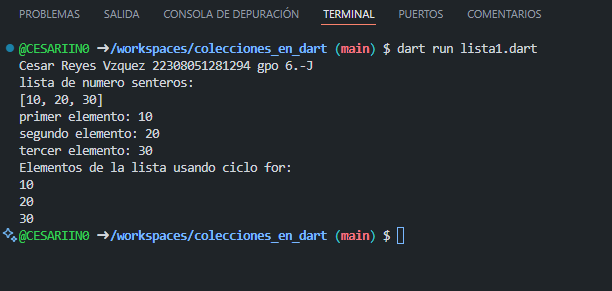 PROBLEMAS SALIDA CONSOLA DE DEPURACIÓN TERMINAL PUERTOS COMENTARIOS
@CESARIIN0 ➜/workspaces/colecciones_en_dart (main) $ dart run lista1.dart
Cesar Reyes Vzquez 22308051281294 gpo 6.-J
lista de numero senteros:
[10, 20, 30]
primer elemento: 10
segundo elemento: 20
tercer elemento: 30
Elementos de la lista usando ciclo for:
10
20
30
@CESARIIN0 ➜/workspaces/colecciones_en_dart (main) $